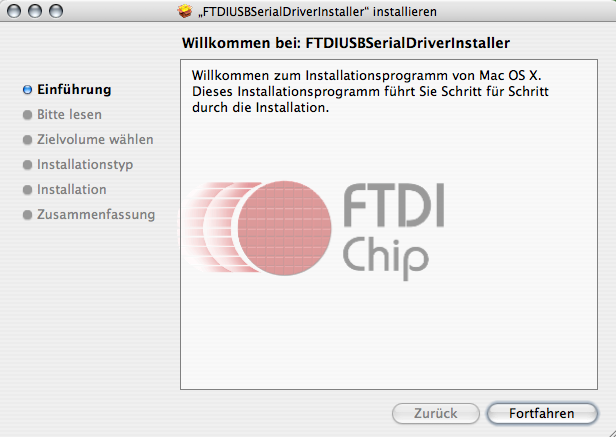 „FTDIUSBSerialDriverInstaller“ installieren
Willkommen bei: FTDIUSBSerialDriverInstaller
Einführung
Bitte lesen
Zielvolume wählen
Installationstyp
Installation
Zusammenfassung
Willkommen zum Installationsprogramm von Mac OS X.
Dieses Installationsprogramm führt Sie Schritt für Schritt
durch die Installation.
FTDI
Chip
Zurück
Fortfahren